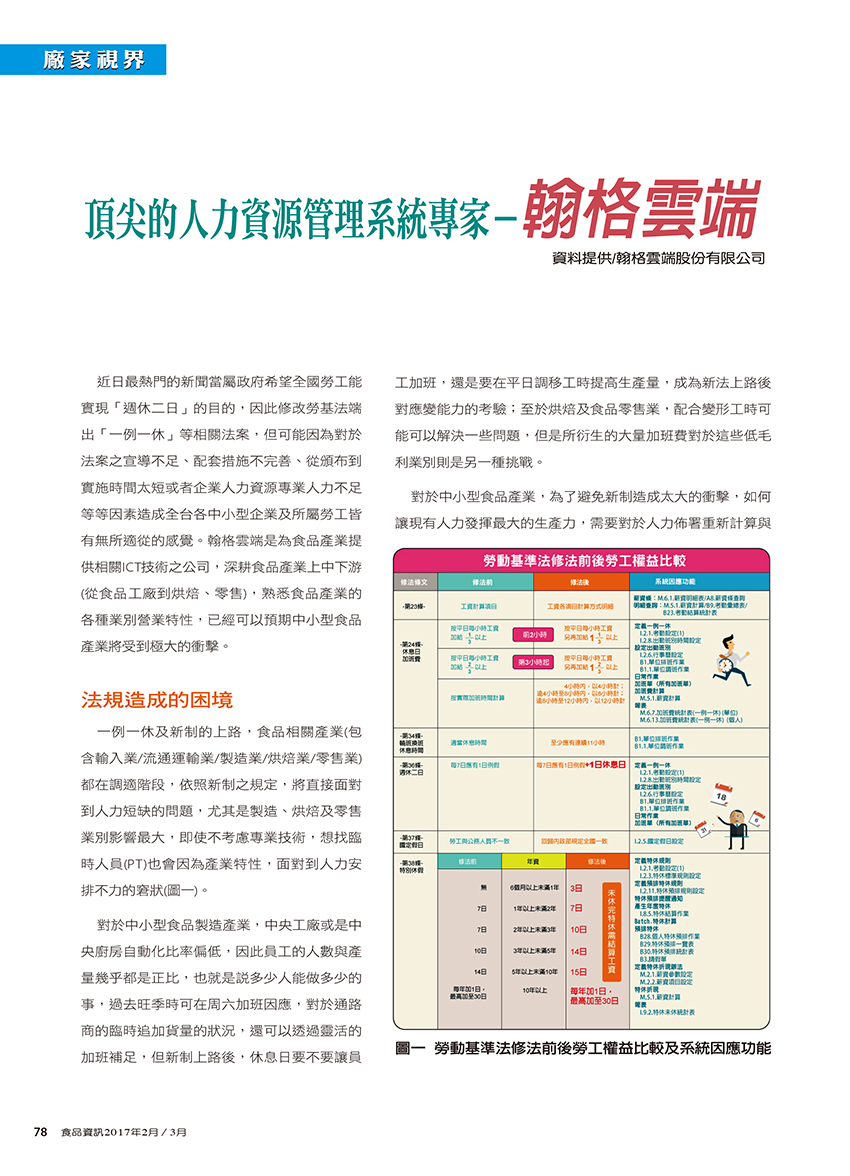 廠家視界
頂尖的人力資源管理系統專家－翰格雲端
資料提供/翰格雲端股份有限公司
近日最熱門的新聞當屬政府希望全國勞工能
實現「週休二日」的目的，因此修改勞基法端
出「一例一休」等相關法案，但可能因為對於
法案之宣導不足、配套措施不完善、從頒布到
實施時間太短或者企業人力資源專業人力不足
等等因素造成全台各中小型企業及所屬勞工皆
有無所適從的感覺。翰格雲端是為食品產業提
供相關ICT技術之公司，深耕食品產業上中下游
(從食品工廠到烘焙、零售)，熟悉食品產業的
各種業別營業特性，已經可以預期中小型食品
產業將受到極大的衝擊。
法規造成的困境
一例一休及新制的上路，食品相關產業(包
含輸入業/流通運輸業/製造業/烘焙業/零售業)
都在調適階段，依照新制之規定，將直接面對
到人力短缺的問題，尤其是製造、烘焙及零售
業別影響最大，即使不考慮專業技術，想找臨
時人員(PT)也會因為產業特性，面對到人力安
排不力的窘狀(圖一)。
對於中小型食品製造產業，中央工廠或是中
央廚房自動化比率偏低，因此員工的人數與產
量幾乎都是正比，也就是說多少人能做多少的
事，過去旺季時可在周六加班因應，對於通路
商的臨時追加貨量的狀況，還可以透過靈活的
加班補足，但新制上路後，休息日要不要讓員
工加班，還是要在平日調移工時提高生產量，成為新法上路後
對應變能力的考驗；至於烘焙及食品零售業，配合變形工時可
能可以解決一些問題，但是所衍生的大量加班費對於這些低毛
利業別則是另一種挑戰。
對於中小型食品產業，為了避免新制造成太大的衝擊，如何
讓現有人力發揮最大的生產力，需要對於人力佈署重新計算與
勞動基準法修法前後勞工權益比較
修法條文 修法前 修法後 系統因應功能
-第23條- 工資計算項目 工資各項目計算方式明細
薪資條：M.6.1.薪資明細表/A8.薪資條查詢
明細查詢：M.5.1.薪資計算/B9.考勤彙總表/
B23.考勤結算統計表
-第24條-
休息日
加班費
按平日每小時工資
加給 1/3 以上
前2小時
按平日每小時工資
另再加給 1 1/3 以上
按平日每小時工資
加給 2/3 以上
第3小時起
按平日每小時工資
另再加給 1 2/3 以上
按實際加班時間計算
4小時內，以4小時計；
逾4小時至8小時內，以8小時計；
逾8小時至12小時內，以12小時計
定義一例一休
I.2.1.考勤設定(1)
I.2.8.出勤班別時間設定
設定出勤班別
I.2.6.行事曆設定
B1.單位排班作業
B1.1.單位調班作業
日常作業
加班單（所有加班單）
加班費計算
M.5.1.薪資計算
報表
M.6.7.加班費統計表(一例一休) (單位)
M.6.13.加班費統計表(一例一休) (個人)
-第34條-
輪班換班
休息時間
適當休息時間 至少應有連續11小時
B1.單位排班作業
B1.1.單位調班作業
-第36條-
週休二日
每7日應有1日例假 每7日應有1日例假+1日休息日
定義一例一休
I.2.1.考勤設定(1)
I.2.8.出勤班別時間設定
設定出勤班別
I.2.6.行事曆設定
B1.單位排班作業
B1.1.單位調班作業
日常作業
加班單（所有加班單）
18
6
31
-第37條-
國定假日
勞工與公務人員不一致 回歸內政部規定全國一致 I.2.5.國定假日設定
-第38條-
特別休假
修法前 年資 修法後
無 6個月以上未滿1年 3日
7日 1年以上未滿2年 7日
7日 2年以上未滿3年 10日
10日 3年以上未滿5年 14日
14日 5年以上未滿10年 15日
每年加1日，
最高加至30日
10年以上
每年加1日，
最高加至30日
未休完特休需結算工資
定義特休規則
I.2.1.考勤設定(1)
I.2.3.特休標準規則設定
定義預排特休規則
I.2.11.特休預排規則設定
特休預排提醒通知
產生年度特休
I.8.5.特休結算作業
Batch.特休計算
預排特休
B28.個人特休預排作業
B29.特休預排一覽表
B30.特休預排統計表
B3.請假單
定義特休折現辦法
M.2.1.薪資參數設定
M.2.2.薪資項目設定
特休折現
M.5.1.薪資計算
報表
I.9.2.特休未休統計表
圖一 勞動基準法修法前後勞工權益比較及系統因應功能
78 食品資訊2017年2月 / 3月